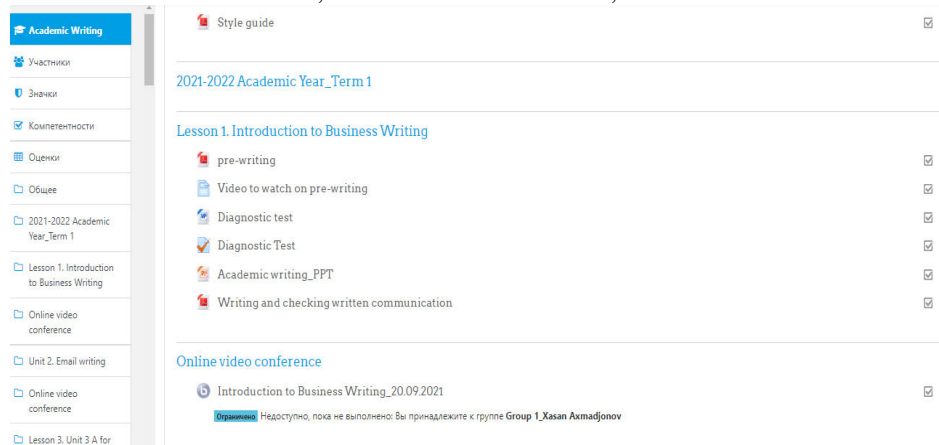 Academic Writing
Участники
Значки
Компетентности
Оценки
Общее
2021-2022 Academic
Year_Term 1
Lesson 1. Introduction
to Business Writing
Online video
conference
Unit 2. Email writing
Online video
conference
Lesson 3. Unit 3 A for
Style guide
2021-2022 Academic Year_Term 1
Lesson 1. Introduction to Business Writing
pre-writing
Video to watch on pre-writing
Diagnostic test
Diagnostic Test
Academic writing_PPT
Writing and checking written communication
Online video conference
Introduction to Business Writing_20.09.2021
Ограничено Недоступно, пока не выполнено: Вы принадлежите к группе Group 1_Xasan Axmadjonov